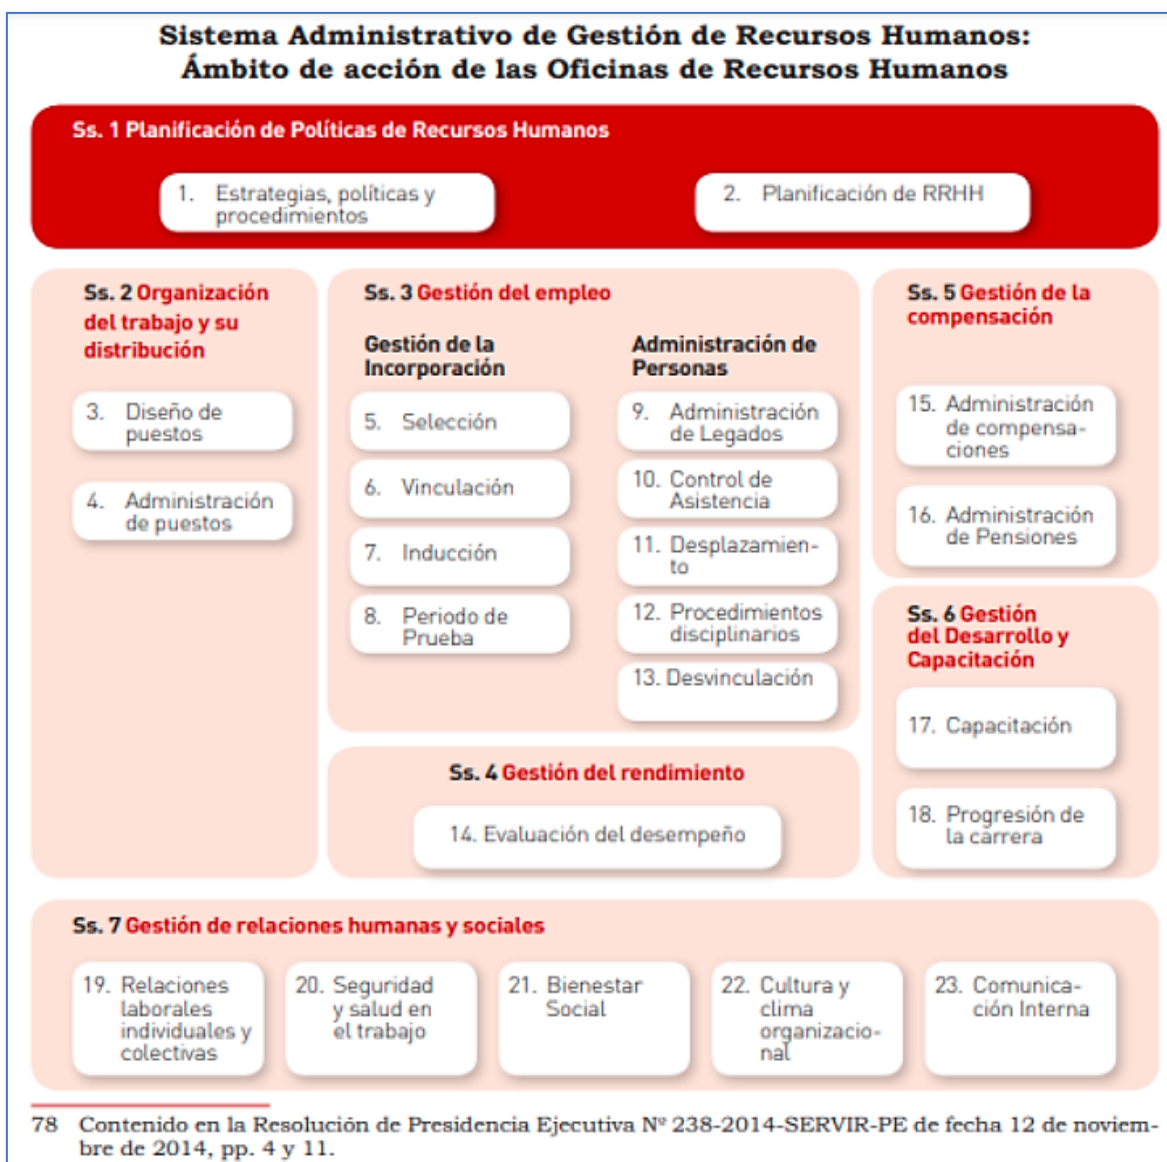 Sistema Administrativo de Gestión de Recursos Humanos:
Ámbito de acción de las Oficinas de Recursos Humanos
Ss. 1 Planificación de Políticas de Recursos Humanos
1. Estrategias, políticas y
procedimientos
2. Planificación de RRHH
Ss. 2 Organización
del trabajo y su
distribución
3. Diseño de
puestos
4. Administración
de puestos
Ss. 3 Gestión del empleo
Gestión de la
Incorporación
5. Selección
6. Vinculación
7. Inducción
8. Periodo de
Prueba
Administración de
Personas
9. Administración
de Legados
10. Control de
Asistencia
11. Desplazamien-
to
12. Procedimientos
disciplinarios
13. Desvinculación
Ss. 4 Gestión del rendimiento
14. Evaluación del desempeño
Ss. 5 Gestión de la
compensación
15. Administración
de compensa-
ciones
16. Administración
de Pensiones
Ss. 6 Gestión
del Desarrollo y
Capacitación
17. Capacitación
18. Progresión de
la carrera
Ss. 7 Gestión de relaciones humanas y sociales
19. Relaciones
laborales
individuales y
colectivas
20. Seguridad
y salud en
el trabajo
21. Bienestar
Social
22. Cultura y
clima
organizacio-
nal
23. Comunica-
ción Interna
78 Contenido en la Resolución de Presidencia Ejecutiva Nº 238-2014-SERVIR-PE de fecha 12 de noviem-
bre de 2014, pp. 4 y 11.